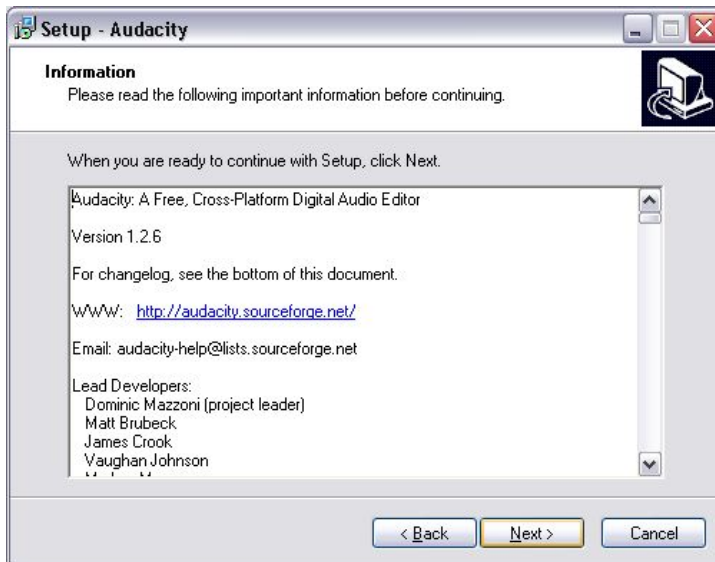 Setup - Audacity
Information
Please read the following important information before continuing.
When you are ready to continue with Setup, click Next.
Audacity: A Free, Cross-Platform Digital Audio Editor
Version 1.2.6
For changelog, see the bottom of this document.
WWW: http://audacity.sourceforge.net/
Email: audacity-help@lists.sourceforge.net
Lead Developers:
Dominic Mazzoni (project leader)
Matt Brubeck
James Crook
Vaughan Johnson
< Back Next > Cancel